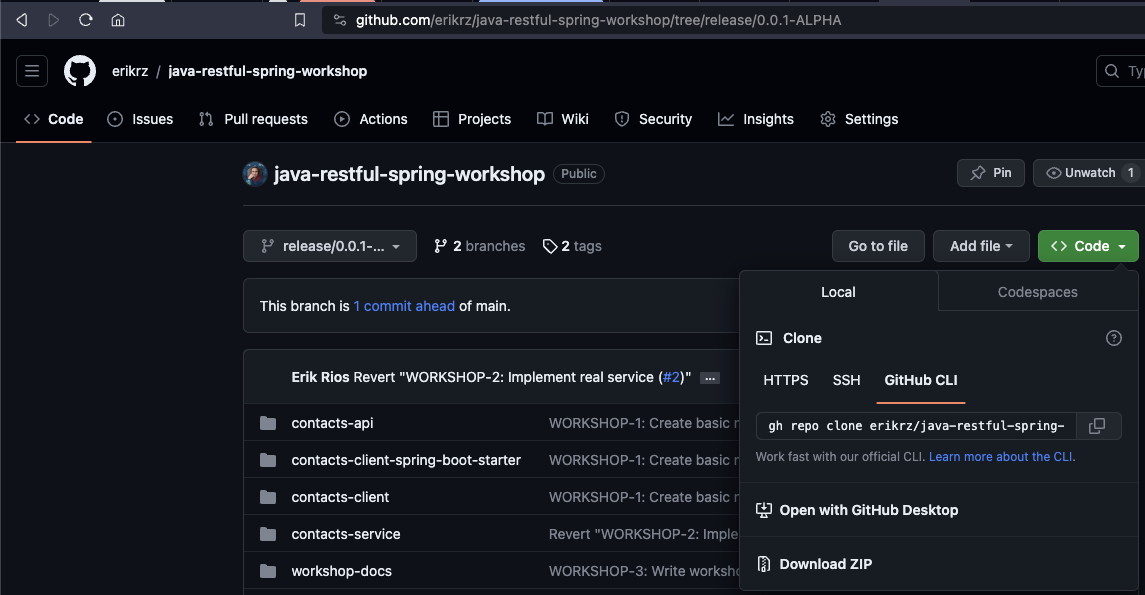 github.com/erikrz/java-restful-spring-workshop/tree/release/0.0.1-ALPHA
erikrz / java-restful-spring-workshop
Ty
Code Issues Pull requests Actions Projects Wiki Security Insights Settings
java-restful-spring-workshop Public
Pin Unwatch 1
release/0.0.1-... 2 branches 2 tags
Go to file Add file Code
This branch is 1 commit ahead of main.
Local Codespaces
Clone
HTTPS SSH GitHub CLI
gh repo clone erikrz/java-restful-spring-
Work fast with our official CLI. Learn more about the CLI.
Open with GitHub Desktop
Download ZIP
Erik Rios Revert "WORKSHOP-2: Implement real service (#2)" ...
contacts-api WORKSHOP-1: Create basic
contacts-client-spring-boot-starter WORKSHOP-1: Create basic
contacts-client WORKSHOP-1: Create basic
contacts-service Revert "WORKSHOP-2: Imple
workshop-docs WORKSHOP-3: Write worksho